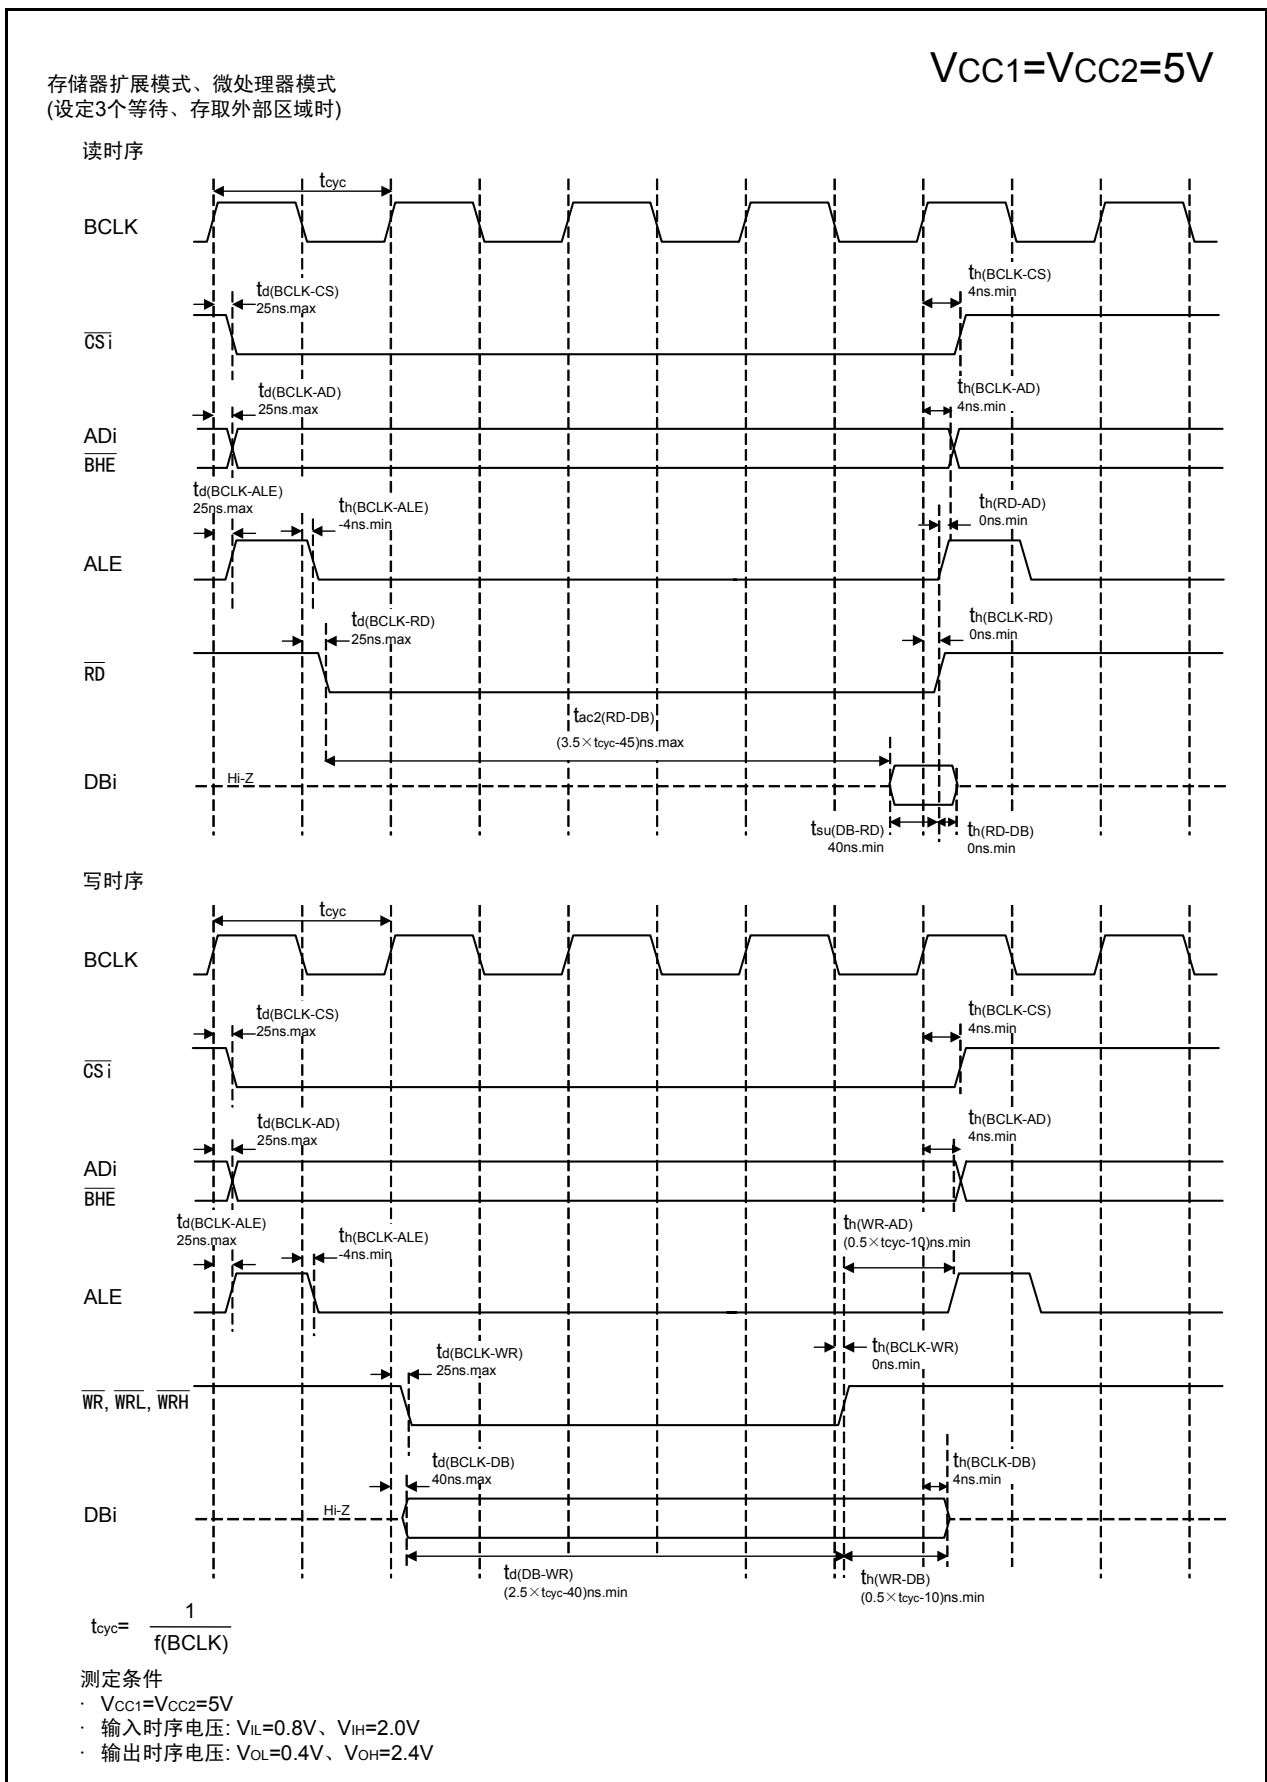 VCC1=VCC2=5V
存储器扩展模式、微处理器模式
(设定3个等待、存取外部区域时)
读时序
tcyc
BCLK
td(BCLK-CS)
25ns.max
th(BCLK-CS)
4ns.min
CSi
td(BCLK-AD)
25ns.max
th(BCLK-AD)
4ns.min
ADi
BHE
td(BCLK-ALE)
25ns.max
th(BCLK-ALE)
-4ns.min
th(RD-AD)
0ns.min
ALE
td(BCLK-RD)
25ns.max
th(BCLK-RD)
0ns.min
RD
tac2(RD-DB)
(3.5×tcyc-45)ns.max
DBi
Hi-Z
tsu(DB-RD)
40ns.min
th(RD-DB)
0ns.min
写时序
tcyc
BCLK
td(BCLK-CS)
25ns.max
th(BCLK-CS)
4ns.min
CSi
td(BCLK-AD)
25ns.max
th(BCLK-AD)
4ns.min
ADi
BHE
td(BCLK-ALE)
25ns.max
th(BCLK-ALE)
-4ns.min
th(WR-AD)
(0.5×tcyc-10)ns.min
ALE
td(BCLK-WR)
25ns.max
th(BCLK-WR)
0ns.min
WR, WRL, WRH
td(BCLK-DB)
40ns.max
th(BCLK-DB)
4ns.min
DBi
Hi-Z
td(DB-WR)
(2.5×tcyc-40)ns.min
th(WR-DB)
(0.5×tcyc-10)ns.min
tcyc= 1
f(BCLK)
测定条件
· VCC1=VCC2=5V
· 输入时序电压: VIL=0.8V、VIH=2.0V
· 输出时序电压: VOL=0.4V、VOH=2.4V